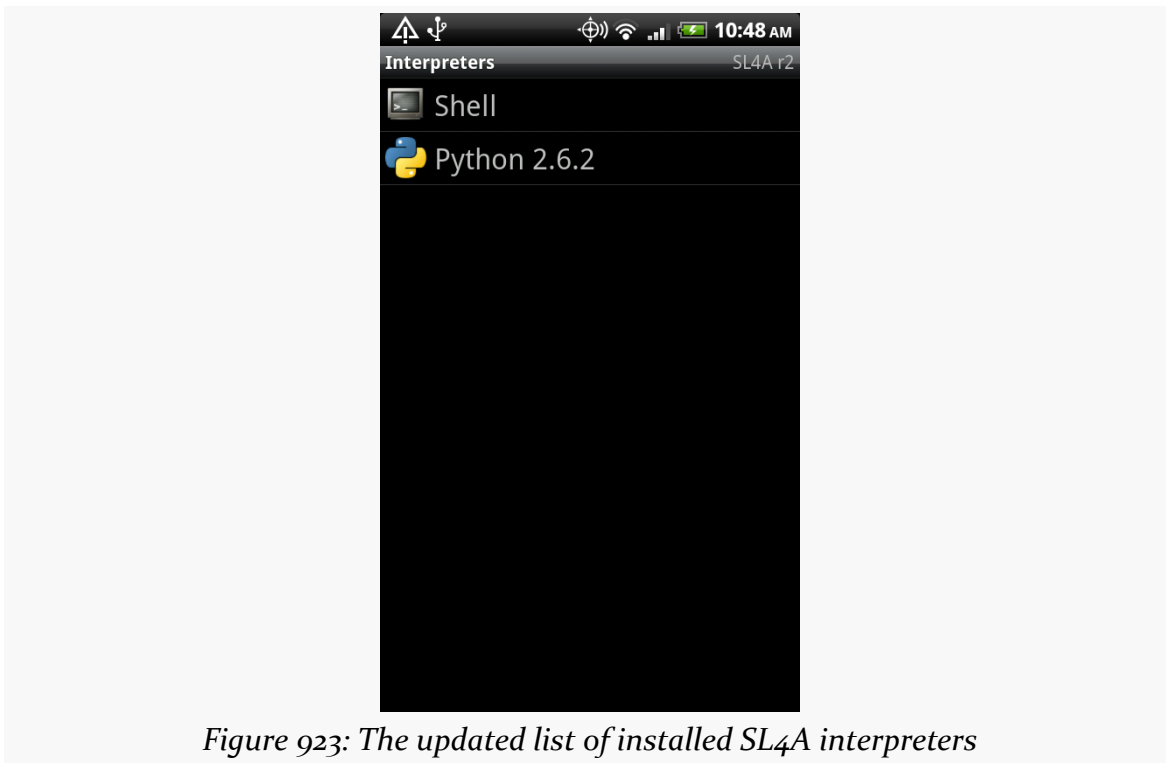 10:48 AM
Interpreters SL4A r2
>_
Shell
Python 2.6.2
Figure 923: The updated list of installed SL4A interpreters